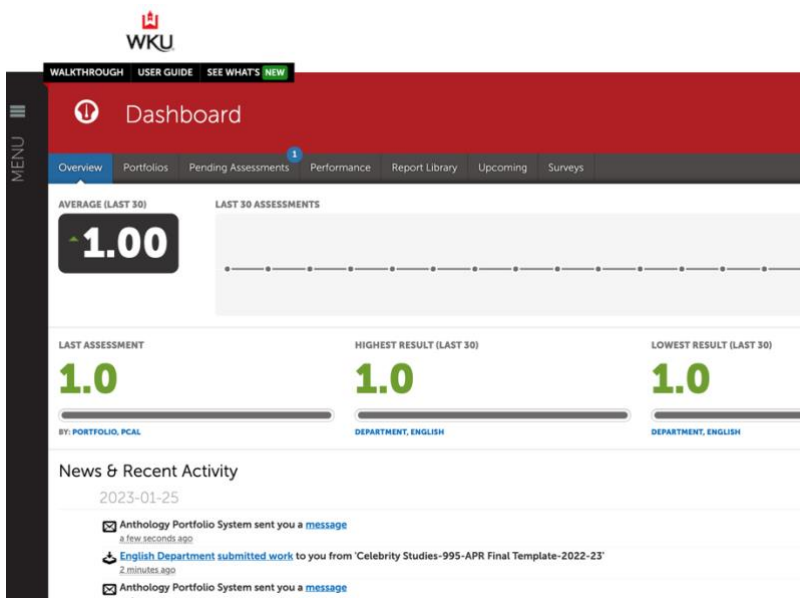 WKU
WALKTHROUGH USER GUIDE SEE WHAT'S NEW
MENU
Dashboard
Overview Portfolios Pending Assessments 1 Performance Report Library Upcoming Surveys
AVERAGE (LAST 30) LAST 30 ASSESSMENTS
1.00
LAST ASSESSMENT HIGHEST RESULT (LAST 30) LOWEST RESULT (LAST 30)
1.0 1.0 1.0
BY: PORTFOLIO, PCAL DEPARTMENT, ENGLISH DEPARTMENT, ENGLISH
News & Recent Activity
2023-01-25
Anthology Portfolio System sent you a message
a few seconds ago
English Department submitted work to you from 'Celebrity Studies-995-APR Final Template-2022-23'
2 minutes ago
Anthology Portfolio System sent you a message